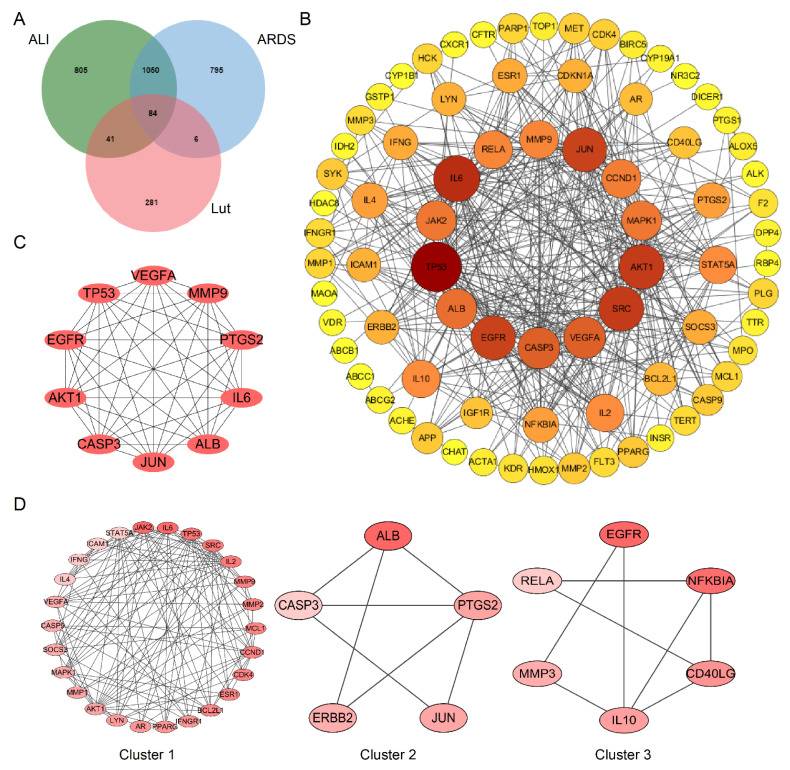 A
B
ALI
ARDS
805
1050
795
84
41
6
281
Lut
TOP1
PARP1
MET
CFTR
CDK4
CXCR1
BIRC5
HCK
CYP19A1
CYP1B1
ESR1
CDKN1A
NR3C2
GSTP1
LYN
AR
DICER1
MMP3
PTGS1
IFNG
RELA
MMP9
JUN
CD40LG
IDH2
ALOX5
SYK
IL6
CCND1
ALK
HDAC8
IL4
PTGS2
F2
IFNGR1
JAK2
MAPK1
DPP4
MMP1
ICAM1
TP53
AKT1
STAT5A
RBP4
MAOA
PLG
VDR
ERBB2
ALB
SRC
SOCS3
TTR
ABCB1
EGFR
CASP3
VEGFA
MPO
ABCC1
IL10
BCL2L1
MCL1
ABCG2
IGF1R
NFKBIA
IL2
CASP9
ACHE
TERT
APP
INSR
CHAT
PPARG
ACTA1
KDR
HMOX1
MMP2
FLT3
C
VEGFA
TP53
MMP9
EGFR
PTGS2
AKT1
IL6
CASP3
ALB
JUN
D
JAK2
IL6
STAT5A
TP53
ICAM1
SRC
IFNG
IL2
IL4
MMP9
VEGFA
MMP2
CASP9
MCL1
SOCS3
CCND1
MAPK1
CDK4
MMP1
ESR1
AKT1
BCL2L1
LYN
IFNGR1
AR
PPARG
Cluster 1
ALB
CASP3
PTGS2
ERBB2
JUN
Cluster 2
EGFR
RELA
NFKBIA
MMP3
CD40LG
IL10
Cluster 3